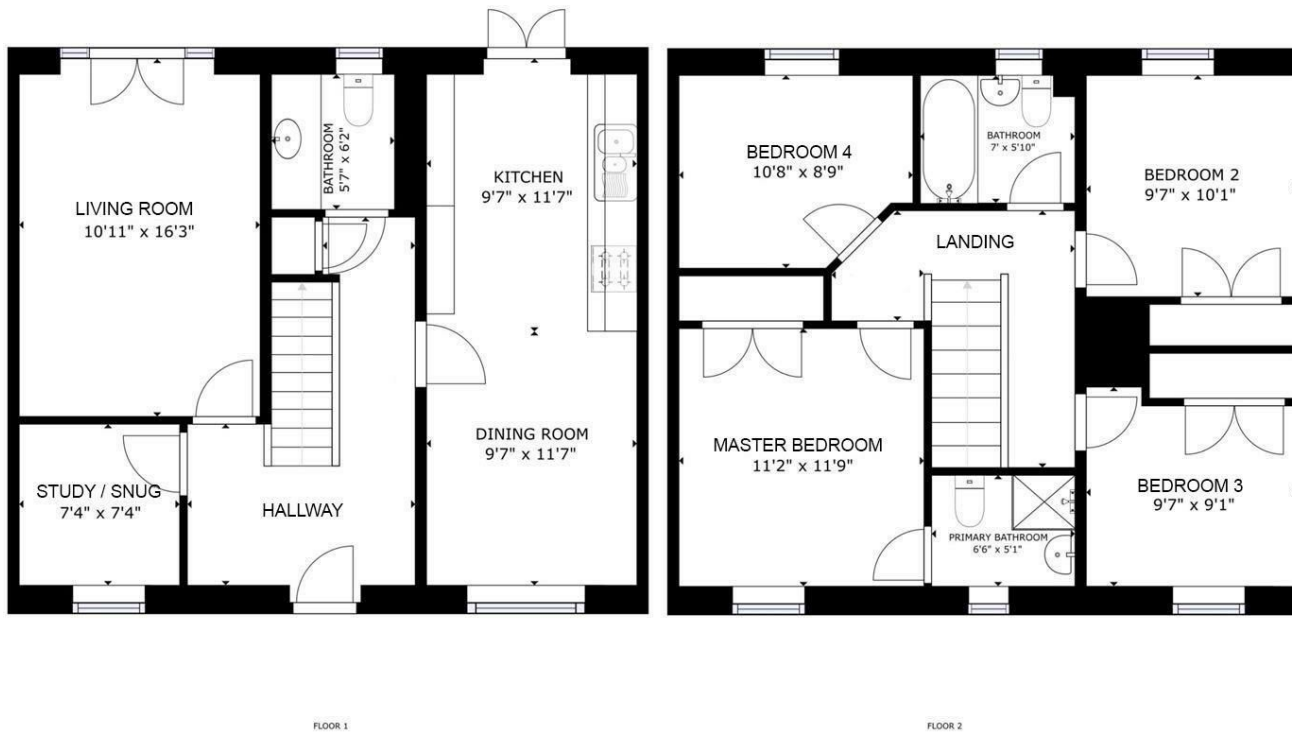 LIVING ROOM
10'11" x 16'3"
BATHROOM
5'7" x 6'2"
KITCHEN
9'7" x 11'7"
DINING ROOM
9'7" x 11'7"
STUDY / SNUG
7'4" x 7'4"
HALLWAY
FLOOR 1
BEDROOM 4
10'8" x 8'9"
BATHROOM
7' x 5'10"
BEDROOM 2
9'7" x 10'1"
LANDING
MASTER BEDROOM
11'2" x 11'9"
PRIMARY BATHROOM
6'6" x 5'1"
BEDROOM 3
9'7" x 9'1"
FLOOR 2